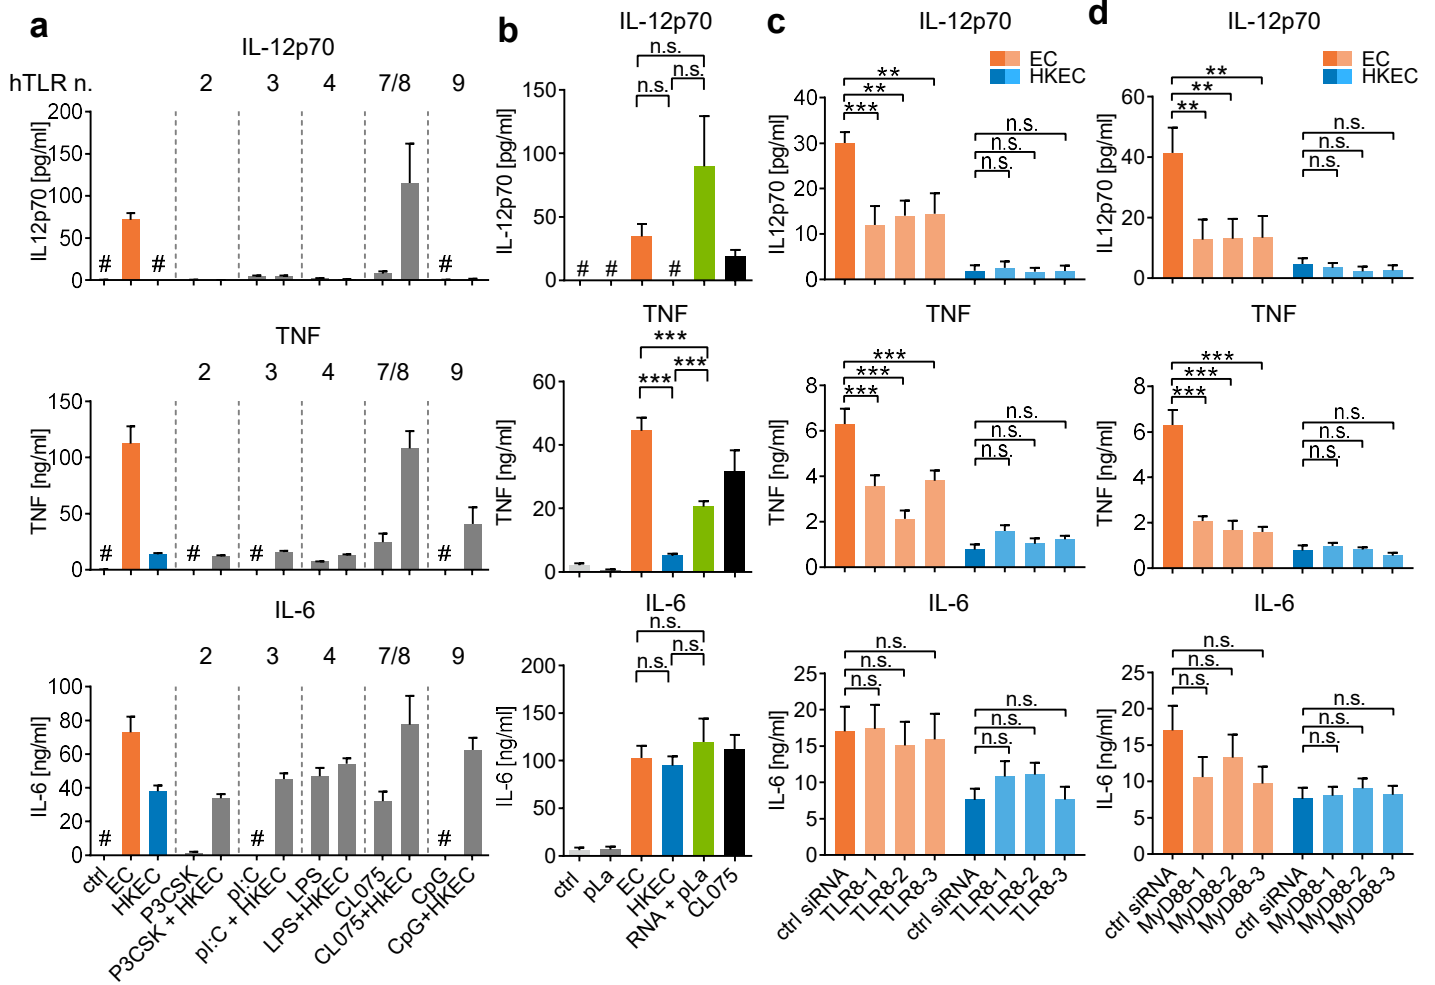 a
IL-12p70
hTLR n. 2 3 4 7/8 9
IL12p70 [pg/ml]
200
150
100
50
0
# # #
TNF
2 3 4 7/8 9
TNF [ng/ml]
150
100
50
0
# # # #
IL-6
2 3 4 7/8 9
IL-6 [ng/ml]
100
80
60
40
20
0
# # #
ctrl
EC
HKEC
P3CSK
P3CSK + HKEC
pI:C
pI:C + HKEC
LPS
LPS+HKEC
CL075
CL075+HKEC
CpG
CpG+HKEC
b
IL-12p70
n.s.
n.s. n.s.
IL-12p70 [pg/ml]
150
100
50
0
# # #
TNF
***
*** ***
TNF [ng/ml]
60
40
20
0
IL-6
n.s.
n.s. n.s.
IL-6 [ng/ml]
200
150
100
50
0
ctrl
pLa
EC
HKEC
RNA + pLa
CL075
c
IL-12p70
EC
HKEC
**
**
***
n.s.
n.s.
n.s.
IL12p70 [pg/ml]
40
30
20
10
0
TNF
***
***
***
n.s.
n.s.
n.s.
TNF [ng/ml]
8
6
4
2
0
IL-6
n.s.
n.s.
n.s.
n.s.
n.s.
n.s.
IL-6 [ng/ml]
25
20
15
10
5
0
ctrl siRNA
TLR8-1
TLR8-2
TLR8-3
ctrl siRNA
TLR8-1
TLR8-2
TLR8-3
d
IL-12p70
EC
HKEC
**
**
**
n.s.
n.s.
n.s.
IL12p70 [pg/ml]
60
40
20
0
TNF
***
***
***
n.s.
n.s.
n.s.
TNF [ng/ml]
8
6
4
2
0
IL-6
n.s.
n.s.
n.s.
n.s.
n.s.
n.s.
IL-6 [ng/ml]
25
20
15
10
5
0
ctrl siRNA
MyD88-1
MyD88-2
MyD88-3
ctrl siRNA
MyD88-1
MyD88-2
MyD88-3